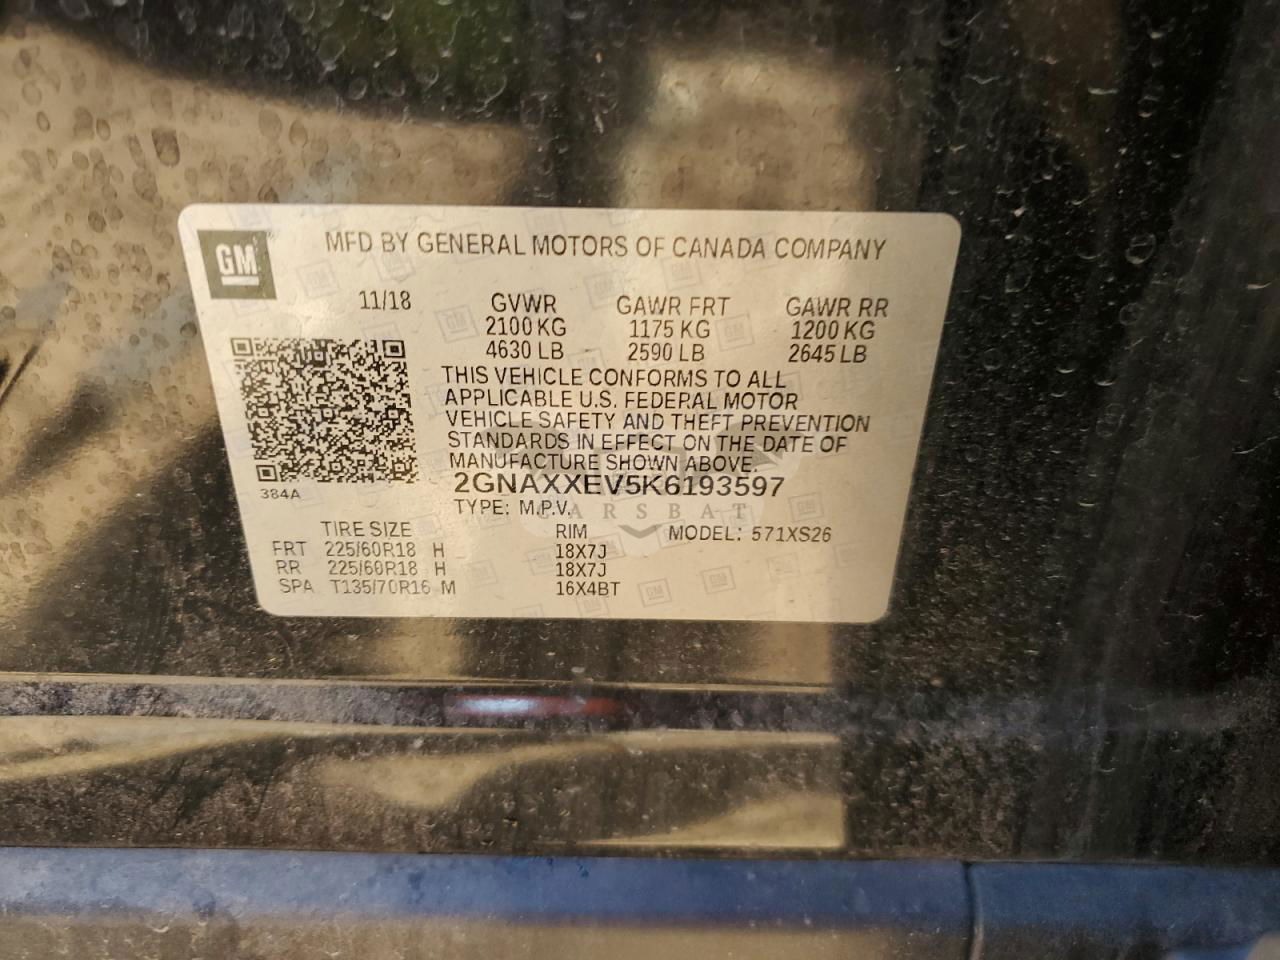 GM
MFD BY GENERAL MOTORS OF CANADA COMPANY
11/18 GVWR GAWR FRT GAWR RR
2100 KG 1175 KG 1200 KG
4630 LB 2590 LB 2645 LB
THIS VEHICLE CONFORMS TO ALL
APPLICABLE U.S. FEDERAL MOTOR
VEHICLE SAFETY AND THEFT PREVENTION
STANDARDS IN EFFECT ON THE DATE OF
MANUFACTURE SHOWN ABOVE.
2GNAXXEV5K6193597
384A
TYPE: M.P.V.
CARSBAT
TIRE SIZE RIM MODEL: 571XS26
FRT 225/60R18 H 18X7J
RR 225/60R18 H 18X7J
SPA T135/70R16 M 16X4BT